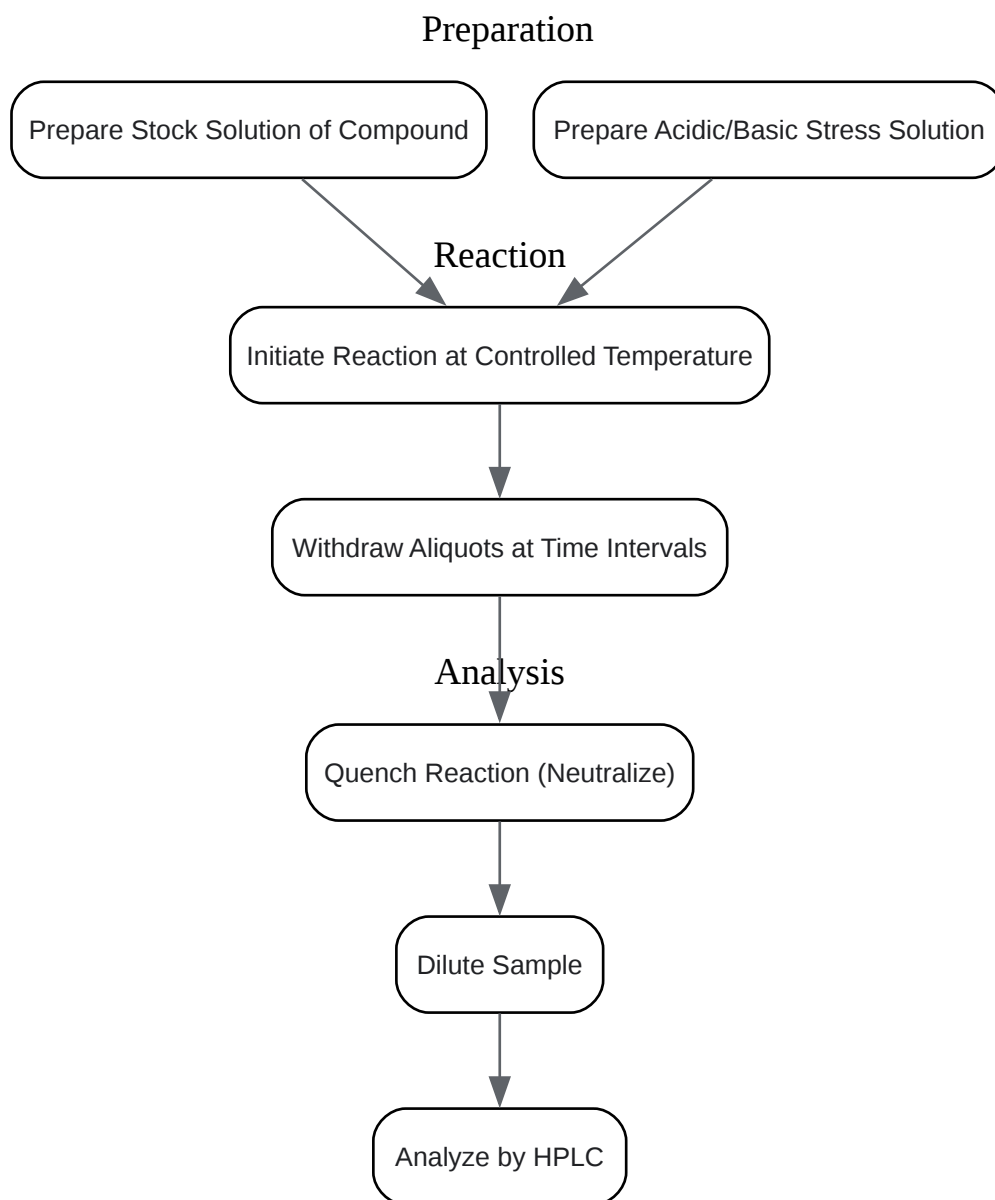 Preparation
Prepare Stock Solution of Compound
Prepare Acidic/Basic Stress Solution
Reaction
Initiate Reaction at Controlled Temperature
Withdraw Aliquots at Time Intervals
Analysis
Quench Reaction (Neutralize)
Dilute Sample
Analyze by HPLC